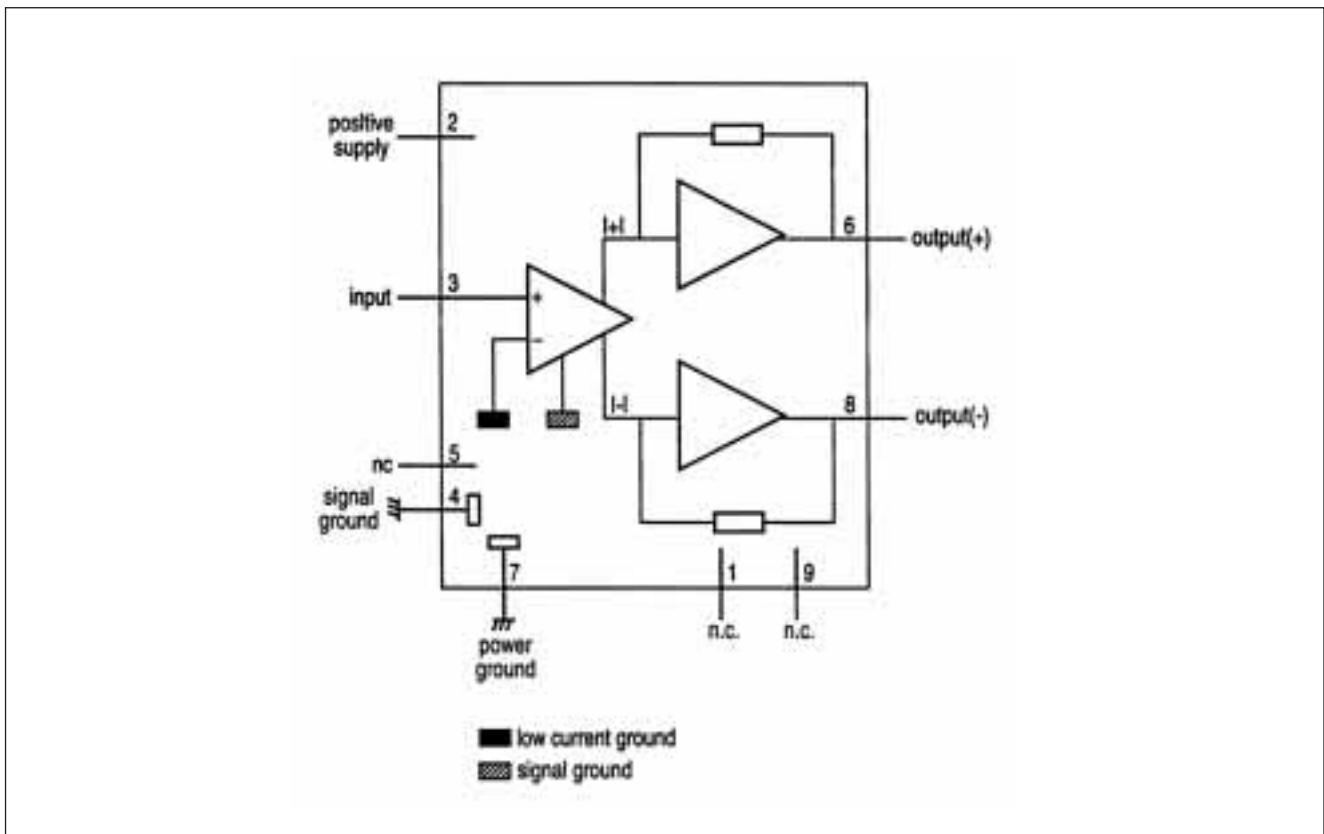 positive
supply
2
input
3
+
-
I+I
6
output(+)
I-I
8
output(-)
nc
5
signal
ground
4
7
power
ground
1
n.c.
9
n.c.
low current ground
signal ground